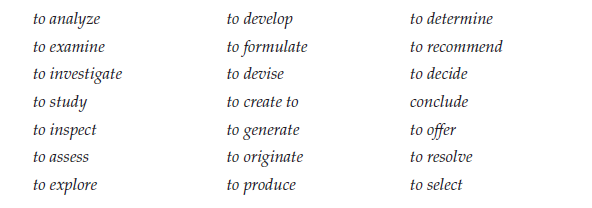 to analyze to develop to determine
to examine to formulate to recommend
to investigate to devise to decide
to study to create to conclude
to inspect to generate to offer
to assess to originate to resolve
to explore to produce to select